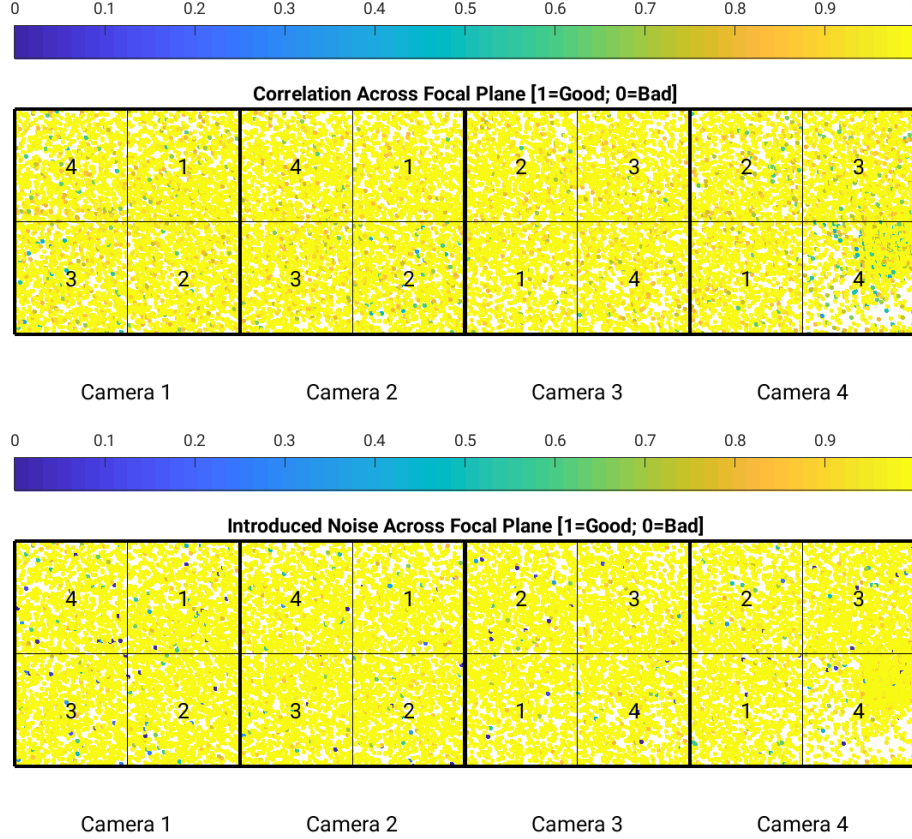 0 0.1 0.2 0.3 0.4 0.5 0.6 0.7 0.8 0.9
Correlation Across Focal Plane [1=Good; 0=Bad]
4 1 4 1 2 3 2 3
3 2 3 2 1 4 1 4
Camera 1 Camera 2 Camera 3 Camera 4
0 0.1 0.2 0.3 0.4 0.5 0.6 0.7 0.8 0.9
Introduced Noise Across Focal Plane [1=Good; 0=Bad]
4 1 4 1 2 3 2 3
3 2 3 2 1 4 1 4
Camera 1 Camera 2 Camera 3 Camera 4